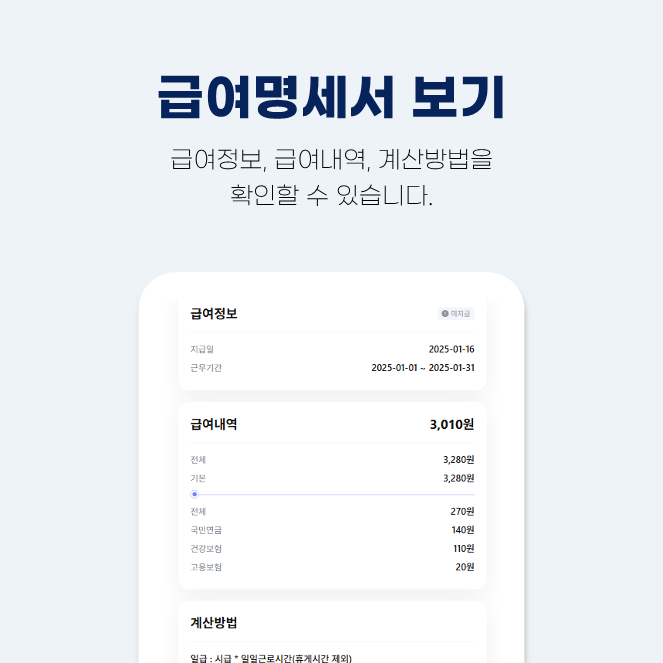 급여명세서 보기
급여정보, 급여내역, 계산방법을
확인할 수 있습니다.
급여정보
미지급
지급일 2025-01-16
근무기간 2025-01-01 ~ 2025-01-31
급여내역 3,010원
전체 3,280원
기본 3,280원
전체 270원
국민연금 140원
건강보험 110원
고용보험 20원
계산방법
일급 : 시급 * 일일근로시간(휴게시간 제외)